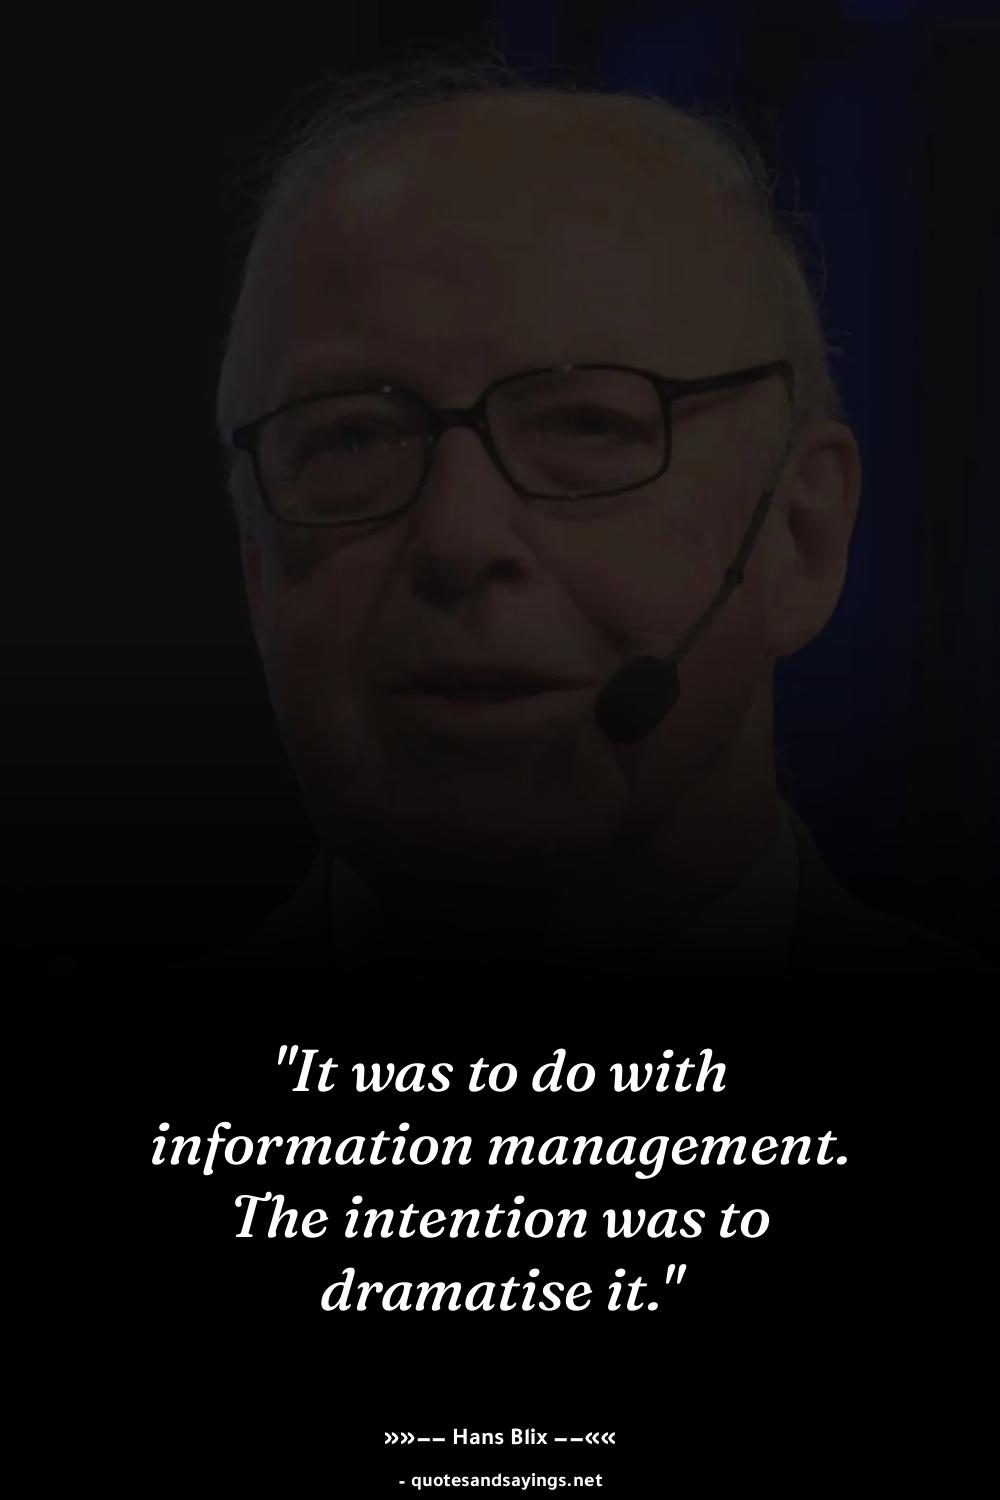 "It was to do with
information management.
The intention was to
dramatise it."
»»–– Hans Blix ––««
- quotesandsayings.net